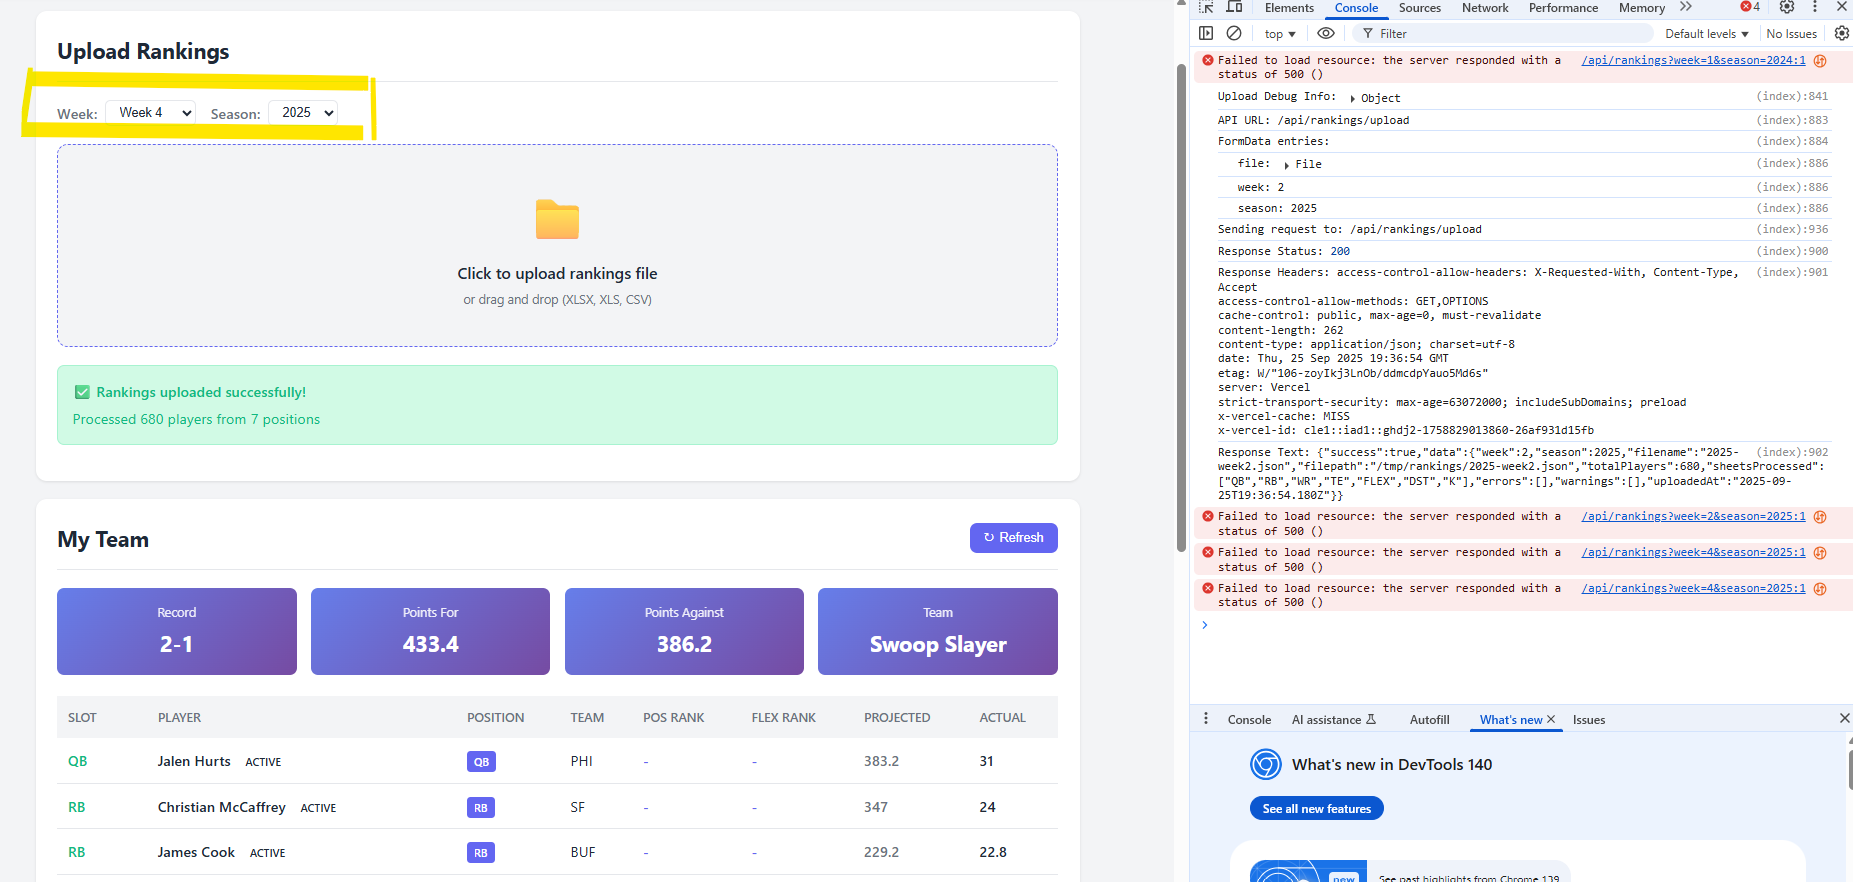 Upload Rankings
Week: Week 4 Season: 2025
Click to upload rankings file
or drag and drop (XLSX, XLS, CSV)
✅ Rankings uploaded successfully!
Processed 680 players from 7 positions
My Team
↻ Refresh
Record
2-1
Points For
433.4
Points Against
386.2
Team
Swoop Slayer
SLOT PLAYER POSITION TEAM POS RANK FLEX RANK PROJECTED ACTUAL
QB Jalen Hurts ACTIVE QB PHI - - 383.2 31
RB Christian McCaffrey ACTIVE RB SF - - 347 24
RB James Cook ACTIVE RB BUF - - 229.2 22.8
Elements Console Sources Network Performance Memory 4
top Filter Default levels No Issues
Failed to load resource: the server responded with a /api/rankings?week=1&season=2024:1
status of 500 ()
Upload Debug Info: Object (index):841
API URL: /api/rankings/upload (index):883
FormData entries: (index):884
file: File (index):886
week: 2 (index):886
season: 2025 (index):886
Sending request to: /api/rankings/upload (index):936
Response Status: 200 (index):900
Response Headers: access-control-allow-headers: X-Requested-With, Content-Type, (index):901
Accept
access-control-allow-methods: GET,OPTIONS
cache-control: public, max-age=0, must-revalidate
content-length: 262
content-type: application/json; charset=utf-8
date: Thu, 25 Sep 2025 19:36:54 GMT
etag: W/"106-zoyIkj3LnOb/ddmcdpYauo5Md6s"
server: Vercel
strict-transport-security: max-age=63072000; includeSubDomains; preload
x-vercel-cache: MISS
x-vercel-id: cle1::iad1::ghdj2-1758829013860-26af931d15fb
Response Text: {"success":true,"data":{"week":2,"season":2025,"filename":"2025- (index):902
week2.json","filepath":"/tmp/rankings/2025-week2.json","totalPlayers":680,"sheetsProcessed":
["QB","RB","WR","TE","FLEX","DST","K"],"errors":[],"warnings":[],"uploadedAt":"2025-09-
25T19:36:54.180Z"}}
Failed to load resource: the server responded with a /api/rankings?week=2&season=2025:1
status of 500 ()
Failed to load resource: the server responded with a /api/rankings?week=4&season=2025:1
status of 500 ()
Failed to load resource: the server responded with a /api/rankings?week=4&season=2025:1
status of 500 ()
Console AI assistance Autofill What's new Issues
What's new in DevTools 140
See all new features
new
See past highlights from Chrome 139